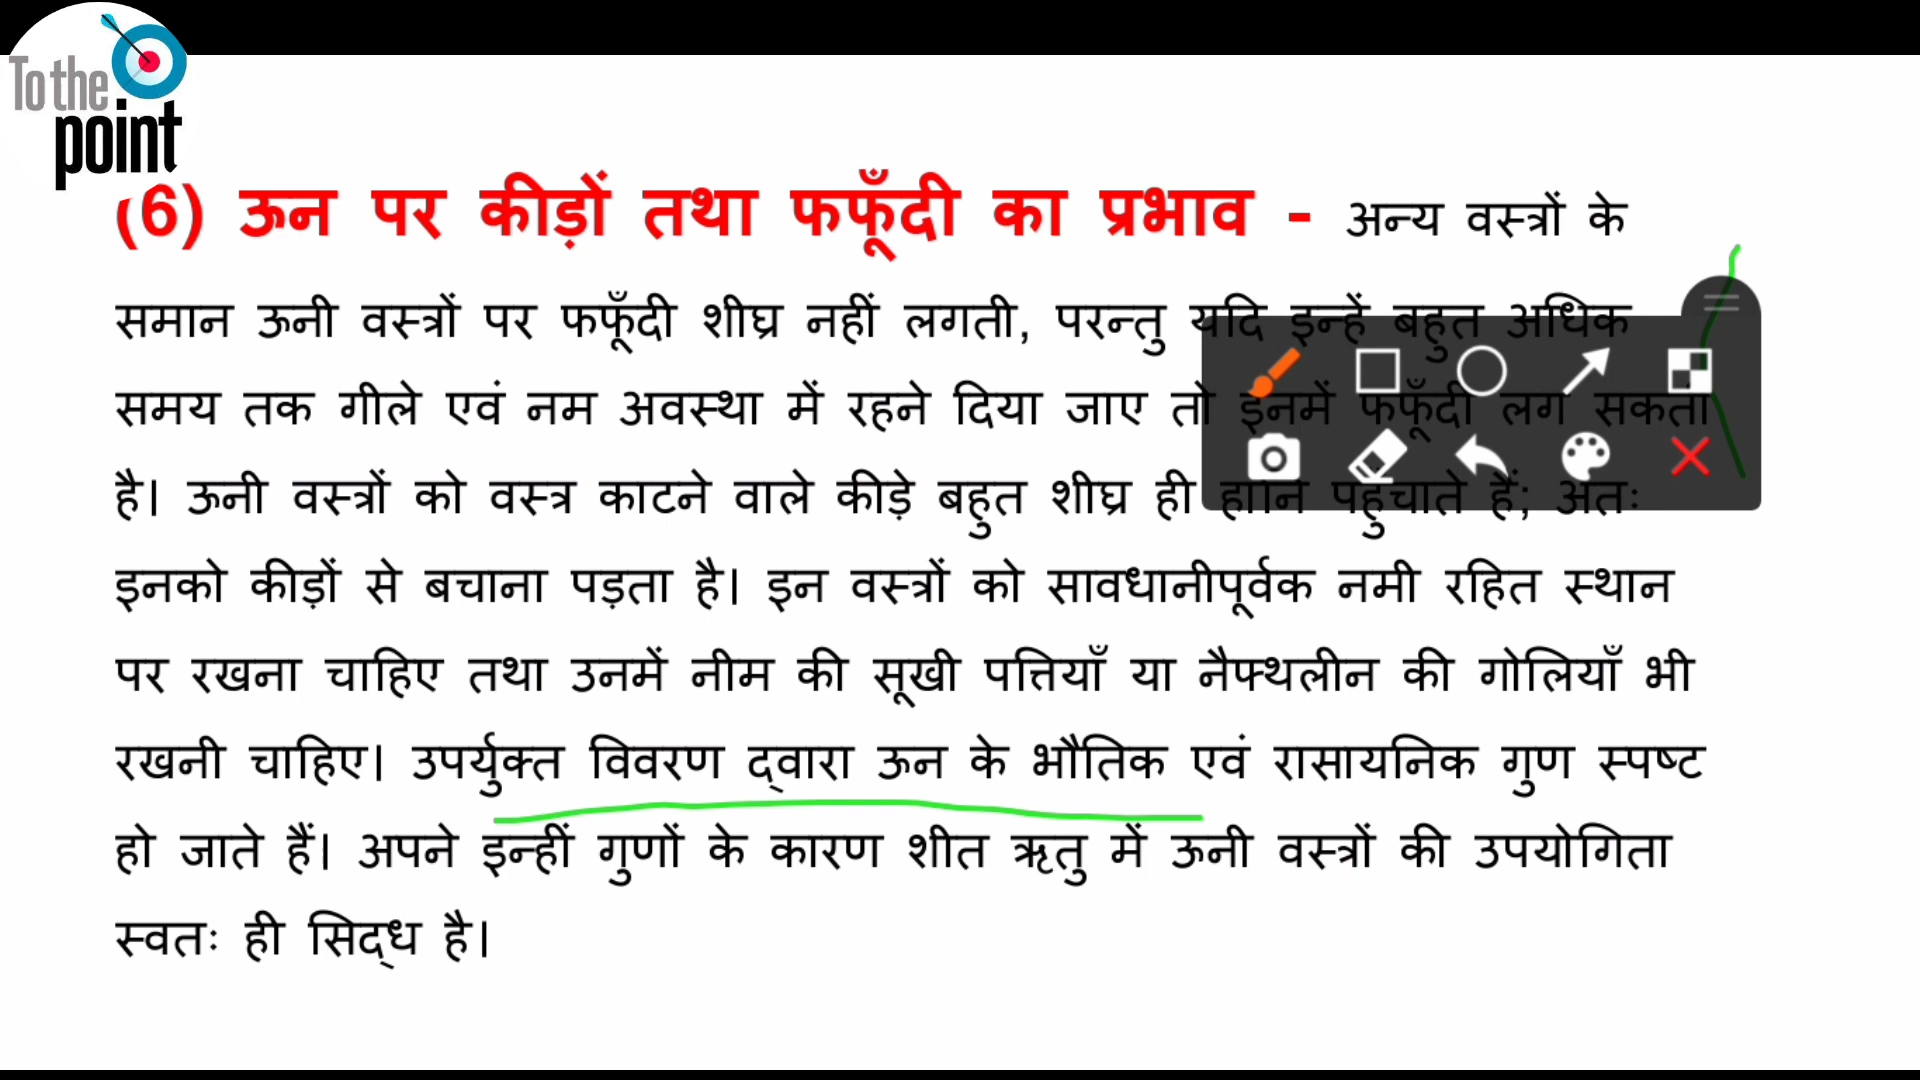 To the
point
(6) ऊन पर कीड़ों तथा फफूँदी का प्रभाव - अन्य वस्त्रों के
समान ऊनी वस्त्रों पर फफूँदी शीघ्र नहीं लगती, परन्तु यदि इन्हें बहुत अधिक
समय तक गीले एवं नम अवस्था में रहने दिया जाए तो इनमें फफूँदी लग सकती
है। ऊनी वस्त्रों को वस्त्र काटने वाले कीड़े बहुत शीघ्र ही हानि पहुंचाते हैं; अतः
इनको कीड़ों से बचाना पड़ता है। इन वस्त्रों को सावधानीपूर्वक नमी रहित स्थान
पर रखना चाहिए तथा उनमें नीम की सूखी पत्तियाँ या नैफ्थलीन की गोलियाँ भी
रखनी चाहिए। उपर्युक्त विवरण द्वारा ऊन के भौतिक एवं रासायनिक गुण स्पष्ट
हो जाते हैं। अपने इन्हीं गुणों के कारण शीत ऋतु में ऊनी वस्त्रों की उपयोगिता
स्वतः ही सिद्ध है।